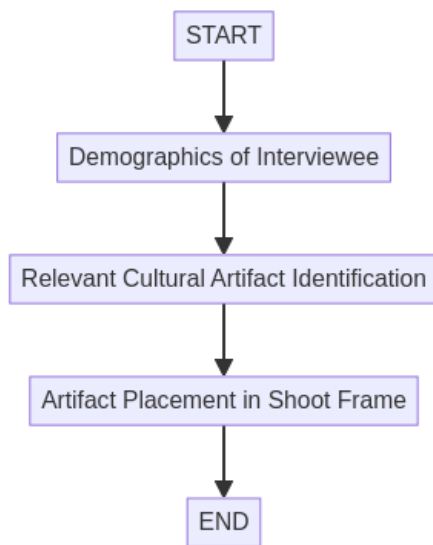 START
Demographics of Interviewee
Relevant Cultural Artifact Identification
Artifact Placement in Shoot Frame
END